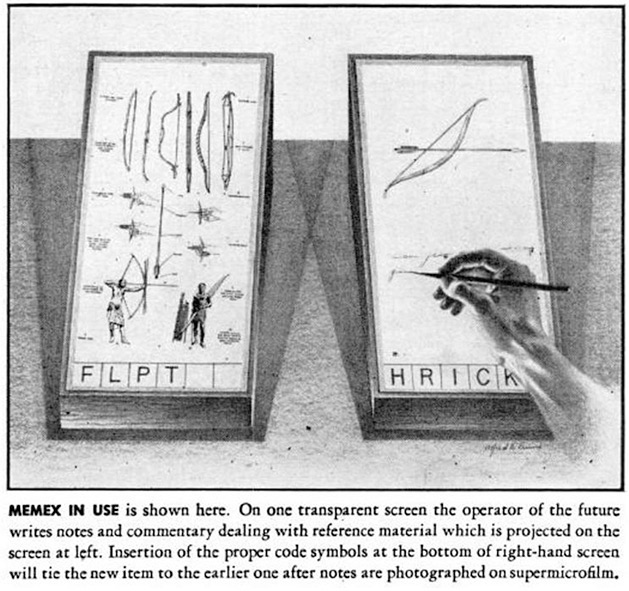 FLPT
HRICK
MEMEX IN USE is shown here. On one transparent screen the operator of the future
writes notes and commentary dealing with reference material which is projected on the
screen at left. Insertion of the proper code symbols at the bottom of right-hand screen
will tie the new item to the earlier one after notes are photographed on supermicrofilm.